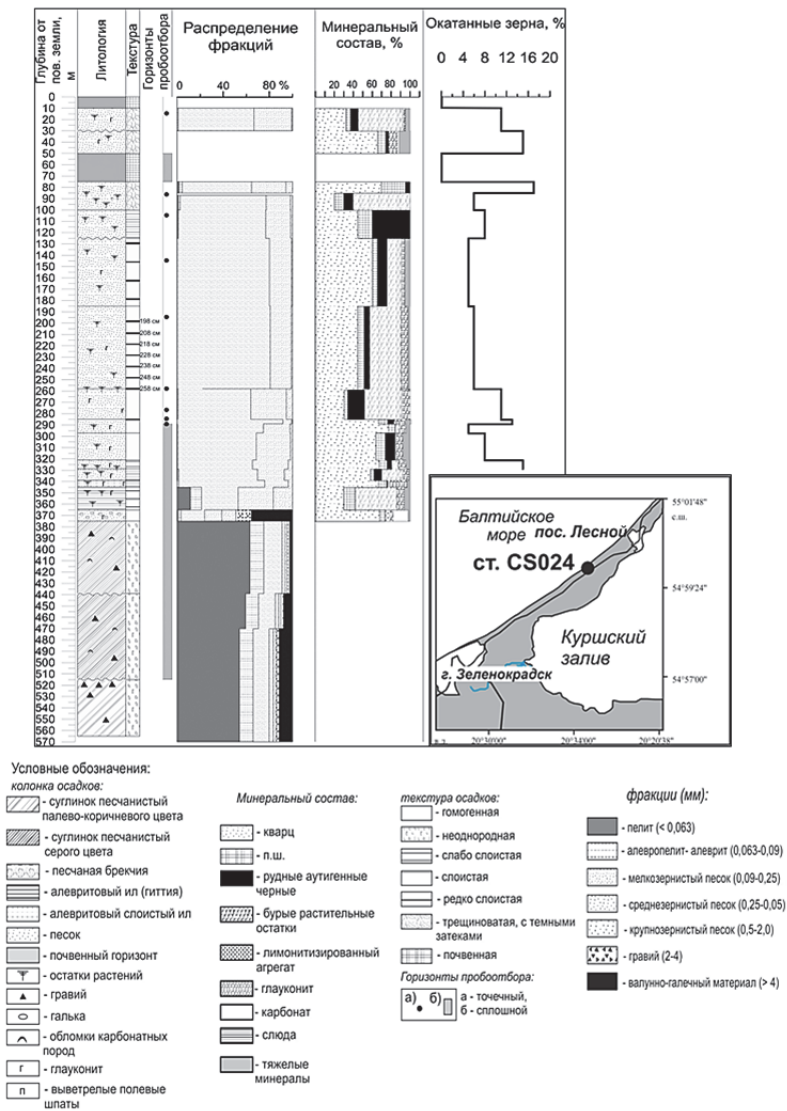 Глубина от
пов. земли,
м
Литология
Текстура
Горизонты
пробоотбора
Распределение
фракций
0 40 80 %
Минеральный
состав, %
20 40 60 80 100
Окатанные зерна, %
0 4 8 12 16 20
0
10
20
30
40
50
60
70
80
90
100
110
120
130
140
150
160
170
180
190
200
210
220
230
240
250
260
270
280
290
300
310
320
330
340
350
360
370
380
390
400
410
420
430
440
450
460
470
480
490
500
510
520
530
540
550
560
570
198 см
208 см
218 см
228 см
238 см
248 см
258 см
Балтийское
море
пос. Лесной
ст. CS024
Куршский
залив
г. Зеленокрадск
55°01'48"
с.ш.
54°59'24"
54°57'00"
20°30'00"
20°34'00"
20°20'38"
Условные обозначения:
колонка осадков:
- суглинок песчанистый
палево-коричневого цвета
- суглинок песчанистый
серого цвета
- песчаная брекчия
- алевритовый ил (гиттия)
- алевритовый слоистый ил
- песок
- почвенный горизонт
- остатки растений
- гравий
- галька
- обломки карбонатных
пород
г - глауконит
п - выветрелые полевые
шпаты
Минеральный состав:
- кварц
- п.ш.
- рудные аутигенные
черные
- бурые растительные
остатки
- лимонитизированный
агрегат
- глауконит
- карбонат
- слюда
- тяжелые
минералы
текстура осадков:
- гомогенная
- неоднородная
- слабо слоистая
- слоистая
- редко слоистая
- трещиноватая, с темными
затеками
- почвенная
Горизонты пробоотбора:
а) б) а - точечный,
б - сплошной
фракции (мм):
- пелит (< 0,063)
- алевропелит- алеврит (0,063-0,09)
- мелкозернистый песок (0,09-0,25)
- среднезернистый песок (0,25-0,05)
- крупнозернистый песок (0,5-2,0)
- гравий (2-4)
- валунно-галечный материал (> 4)